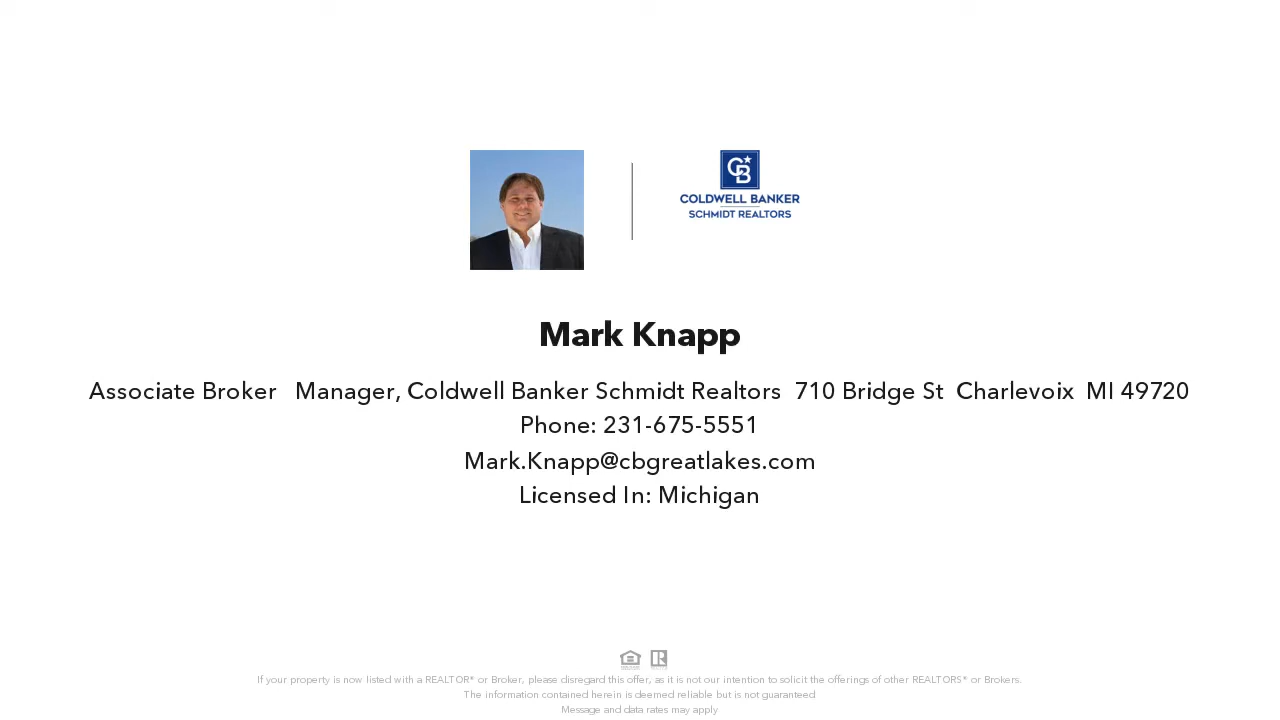 CB
COLDWELL BANKER
SCHMIDT REALTORS
Mark Knapp
Associate Broker Manager, Coldwell Banker Schmidt Realtors 710 Bridge St Charlevoix MI 49720
Phone: 231-675-5551
Mark.Knapp@cbgreatlakes.com
Licensed In: Michigan
If your property is now listed with a REALTOR® or Broker, please disregard this offer, as it is not our intention to solicit the offerings of other REALTORS® or Brokers.
The information contained herein is deemed reliable but is not guaranteed
Message and data rates may apply